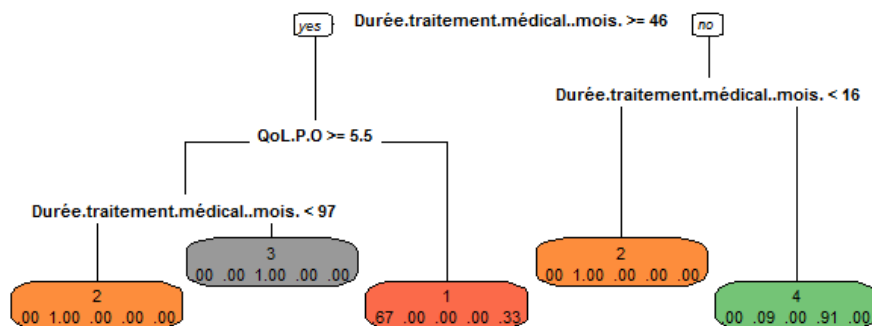 yes Durée.traitement.médical..mois. >= 46 no
Durée.traitement.médical..mois. < 16
QoL.P.O >= 5.5
Durée.traitement.médical..mois. < 97
3
.00 .00 1.00 .00 .00
2
.00 1.00 .00 .00 .00
2
.00 1.00 .00 .00 .00
1
.67 .00 .00 .00 .33
4
.00 .09 .00 .91 .00